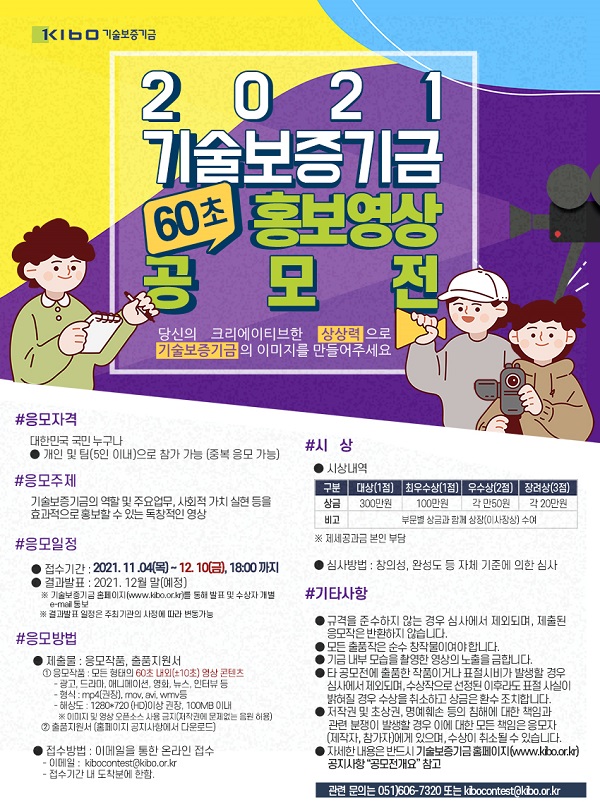 KIBO 기술보증기금
2021
기술보증기금
60초 홍보영상
공모전
당신의 크리에이티브한 상상력으로
기술보증기금의 이미지를 만들어주세요
#응모자격
대한민국 국민 누구나
● 개인 및 팀(5인 이내)으로 참가 가능 (중복 응모 가능)
#응모주제
기술보증기금의 역할 및 주요업무, 사회적 가치 실현 등을
효과적으로 홍보할 수 있는 독창적인 영상
#응모일정
● 접수기간 : 2021. 11.04(목) ~ 12. 10(금), 18:00 까지
● 결과발표 : 2021. 12월 말(예정)
※ 기술보증기금 홈페이지(www.kibo.or.kr)를 통해 발표 및 수상자 개별
e-mail 통보
※ 결과발표 일정은 주최기관의 사정에 따라 변동가능
#응모방법
● 제출물 : 응모작품, 출품지원서
① 응모작품 : 모든 형태의 60초 내외(±10초) 영상 콘텐츠
- 광고, 드라마, 애니메이션, 영화, 뉴스, 인터뷰 등
- 형식 : mp4(권장), mov, avi, wmv등
- 해상도 : 1280×720 (HD)이상 권장, 100MB 이내
※ 이미지 및 영상 오픈소스 사용 금지(저작권에 문제없는 음원 허용)
② 출품지원서 (홈페이지 공지사항에서 다운로드)
● 접수방법 : 이메일을 통한 온라인 접수
- 이메일 : kibocontest@kibo.or.kr
- 접수기간 내 도착분에 한함.
#시 상
● 시상내역
구분 대상(1점) 최우수상(1점) 우수상(2점) 장려상(3점)
상금 300만원 100만원 각 만50원 각 20만원
비고 부문별 상금과 함께 상장(이사장상) 수여
※ 제세공과금 본인 부담
● 심사방법 : 창의성, 완성도 등 자체 기준에 의한 심사
#기타사항
● 규격을 준수하지 않는 경우 심사에서 제외되며, 제출된
응모작은 반환하지 않습니다.
● 모든 출품작은 순수 창작물이어야 합니다.
● 기금 내부 모습을 촬영한 영상의 노출을 금합니다.
● 타 공모전에 출품한 작품이거나 표절시비가 발생할 경우
심사에서 제외되며, 수상작으로 선정된 이후라도 표절 사실이
밝혀질 경우 수상을 취소하고 상금은 환수 조치합니다.
● 저작권 및 초상권, 명예훼손 등의 침해에 대한 책임과
관련 분쟁이 발생할 경우 이에 대한 모든 책임은 응모자
(제작자, 참가자)에게 있으며, 수상이 취소될 수 있습니다.
● 자세한 내용은 반드시 기술보증기금 홈페이지(www.kibo.or.kr)
공지사항 “공모전개요” 참고
관련 문의는 051)606-7320 또는 kibocontest@kibo.or.kr